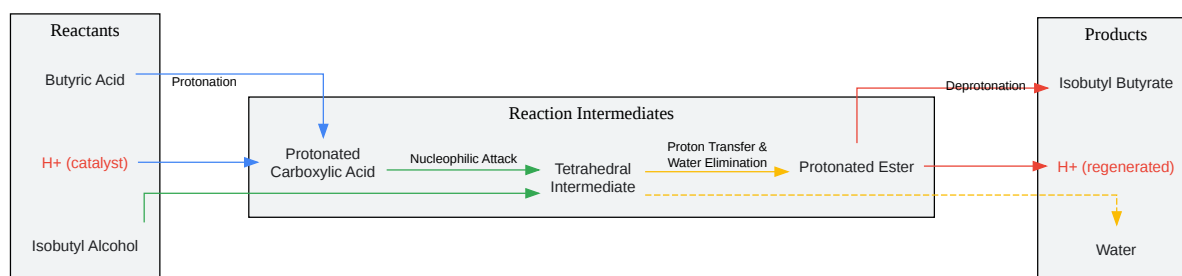 Reactants
Butyric Acid
H+ (catalyst)
Isobutyl Alcohol
Protonation
Reaction Intermediates
Protonated
Carboxylic Acid
Nucleophilic Attack
Tetrahedral
Intermediate
Proton Transfer &
Water Elimination
Protonated Ester
Deprotonation
Products
Isobutyl Butyrate
H+ (regenerated)
Water